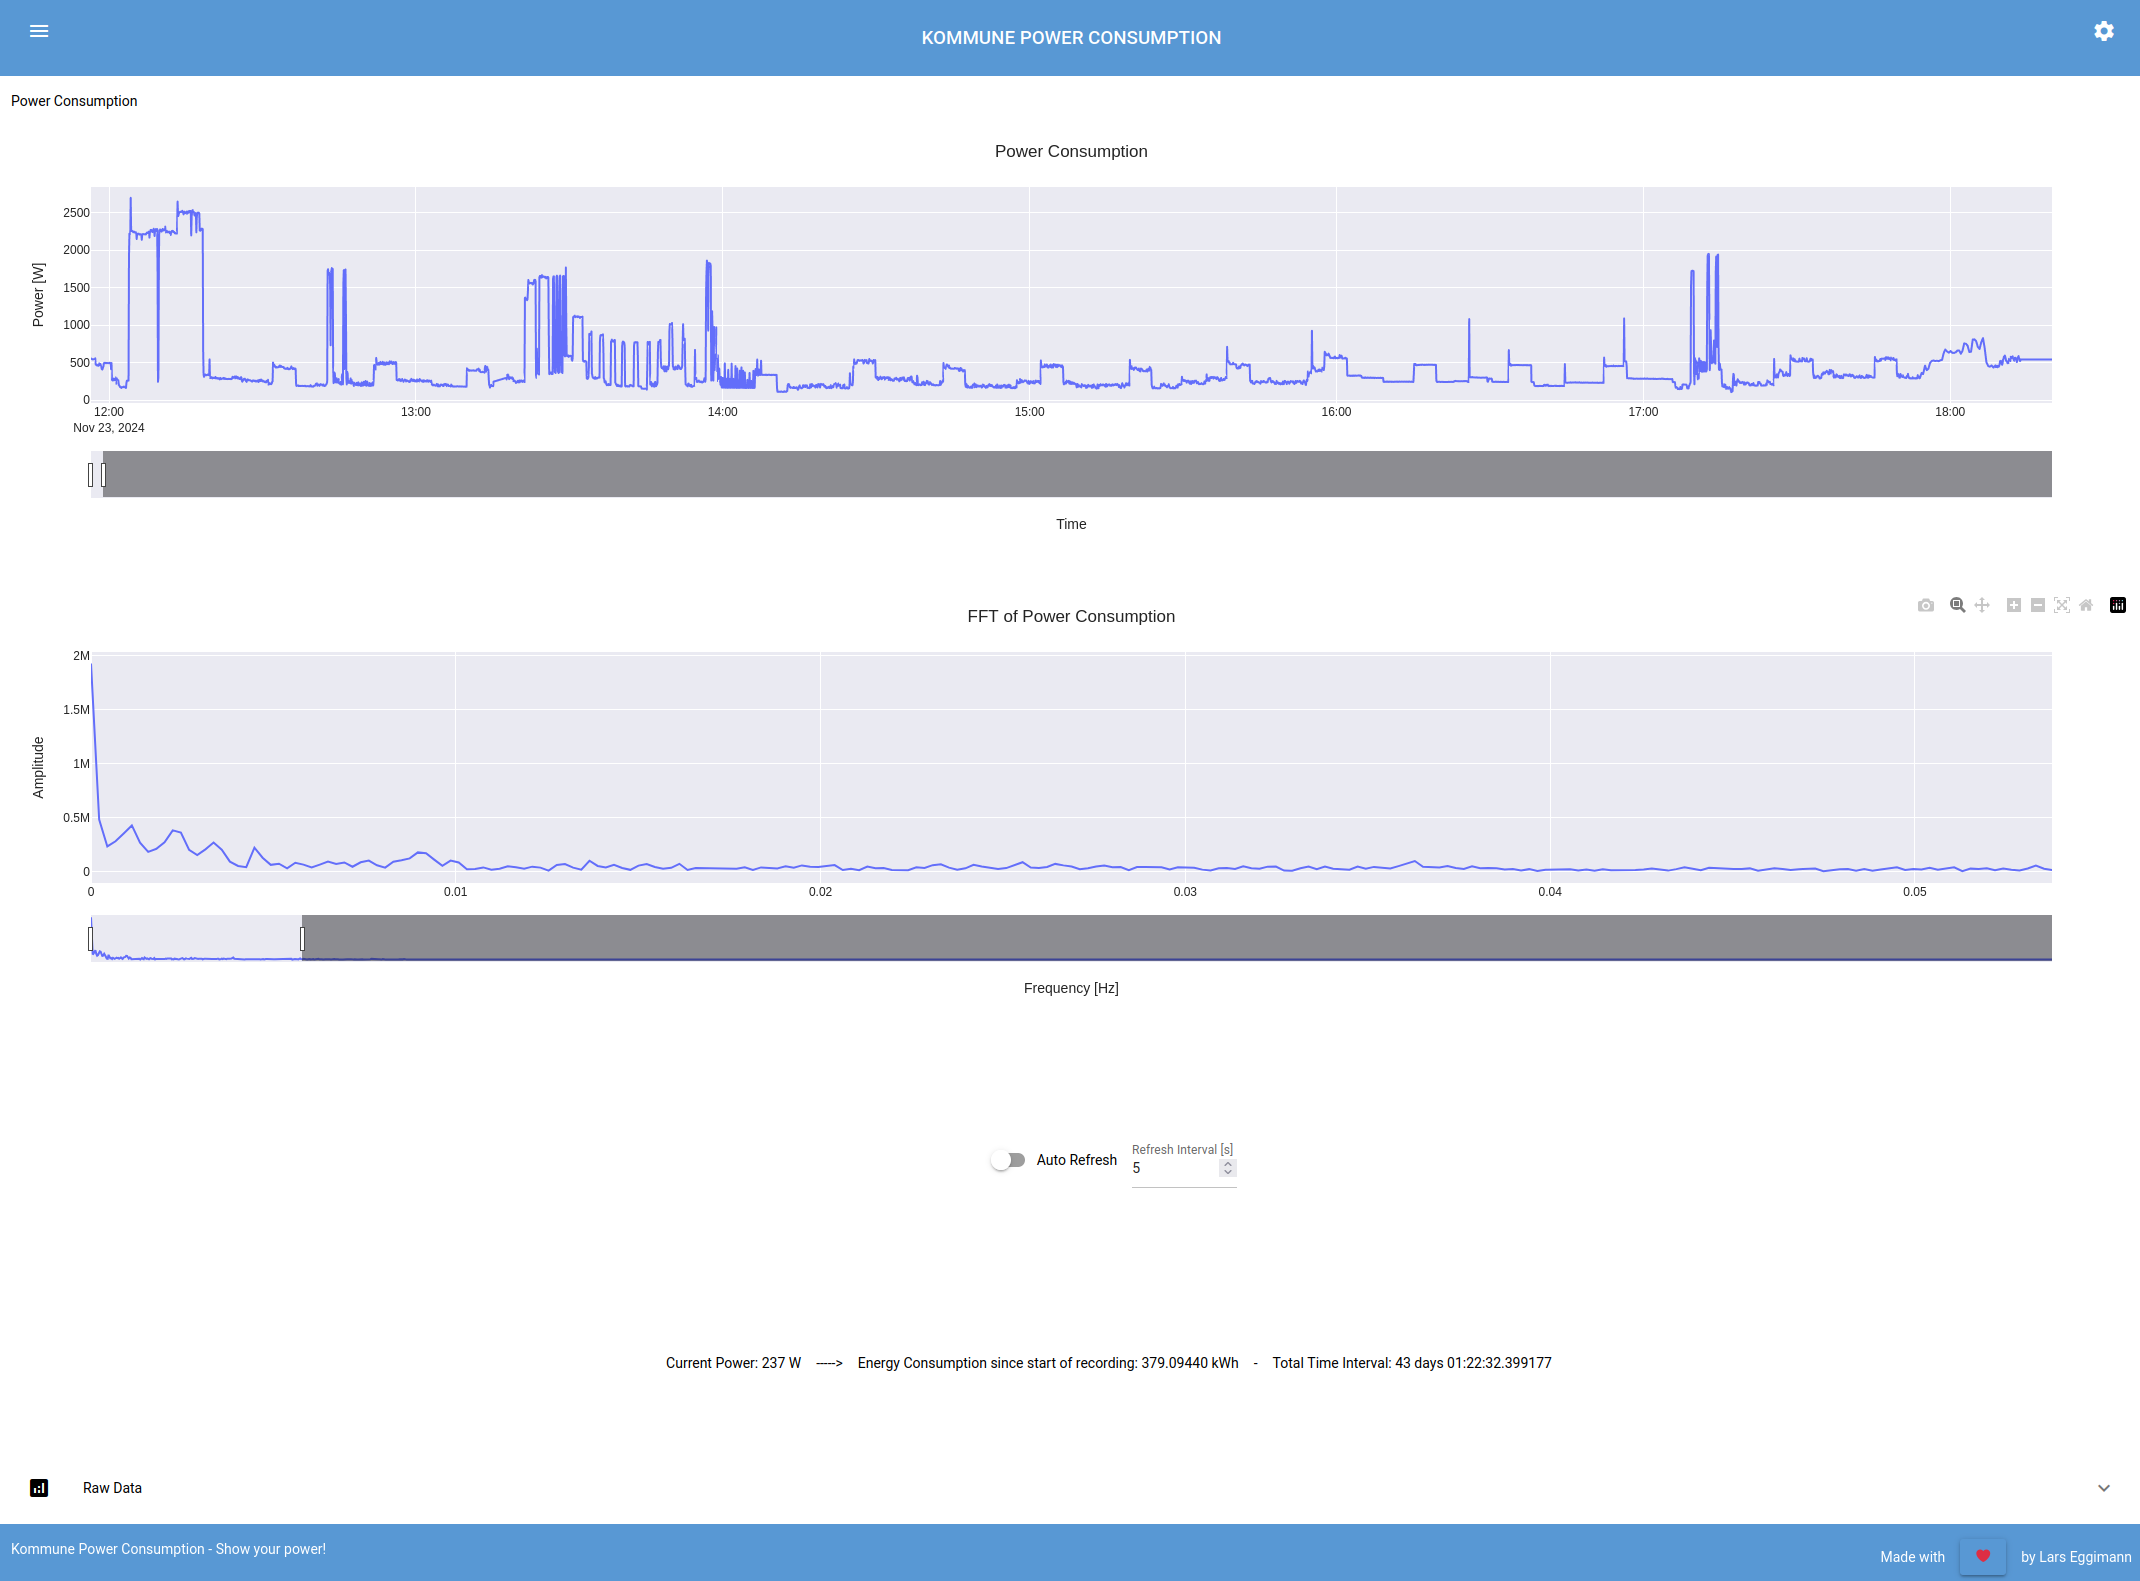 KOMMUNE POWER CONSUMPTION
Power Consumption
Power Consumption
Power [W]
2500
2000
1500
1000
500
0
12:00 13:00 14:00 15:00 16:00 17:00 18:00
Nov 23, 2024
Time
FFT of Power Consumption
Amplitude
2M
1.5M
1M
0.5M
0
0 0.01 0.02 0.03 0.04 0.05
Frequency [Hz]
Auto Refresh
Refresh Interval [s]
5
Current Power: 237 W -----> Energy Consumption since start of recording: 379.09440 kWh - Total Time Interval: 43 days 01:22:32.399177
Raw Data
Kommune Power Consumption - Show your power!
Made with by Lars Eggimann